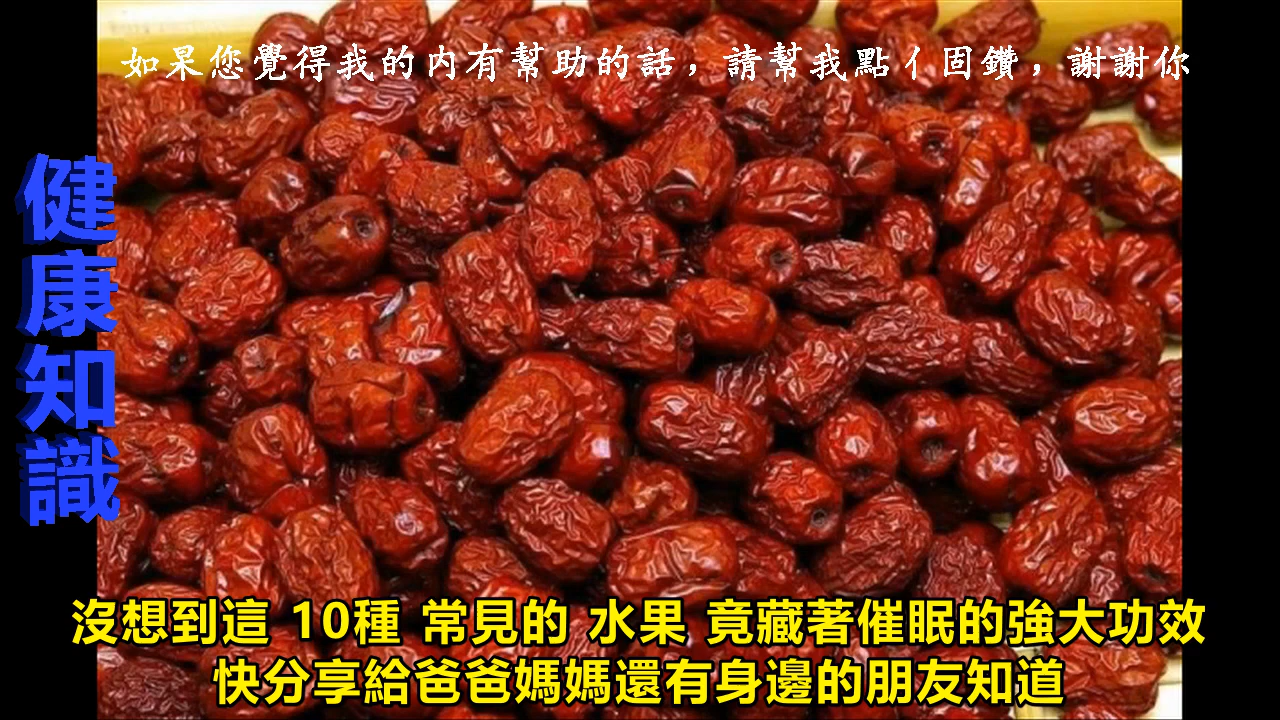 如果您覺得我的內有幫助的話，請幫我點亻固鑽，謝謝你
健康知識
沒想到這 10種 常見的 水果 竟藏著催眠的強大功效
快分享給爸爸媽媽還有身邊的朋友知道